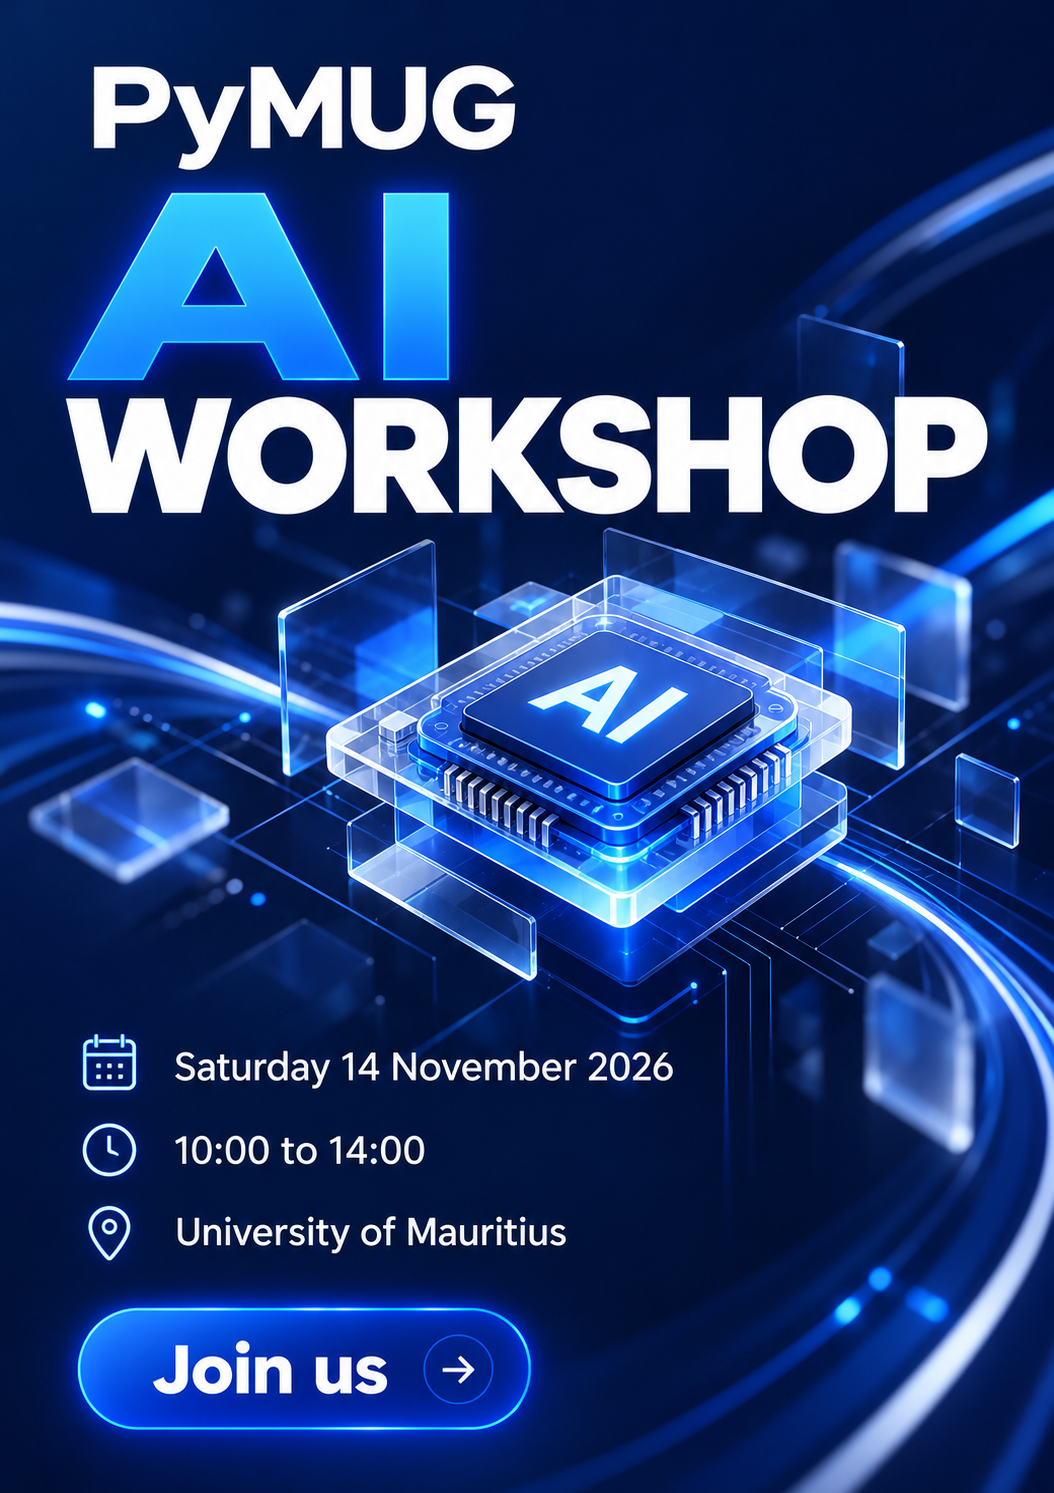 PyMUG
AI
WORKSHOP
AI
Saturday 14 November 2026
10:00 to 14:00
University of Mauritius
Join us